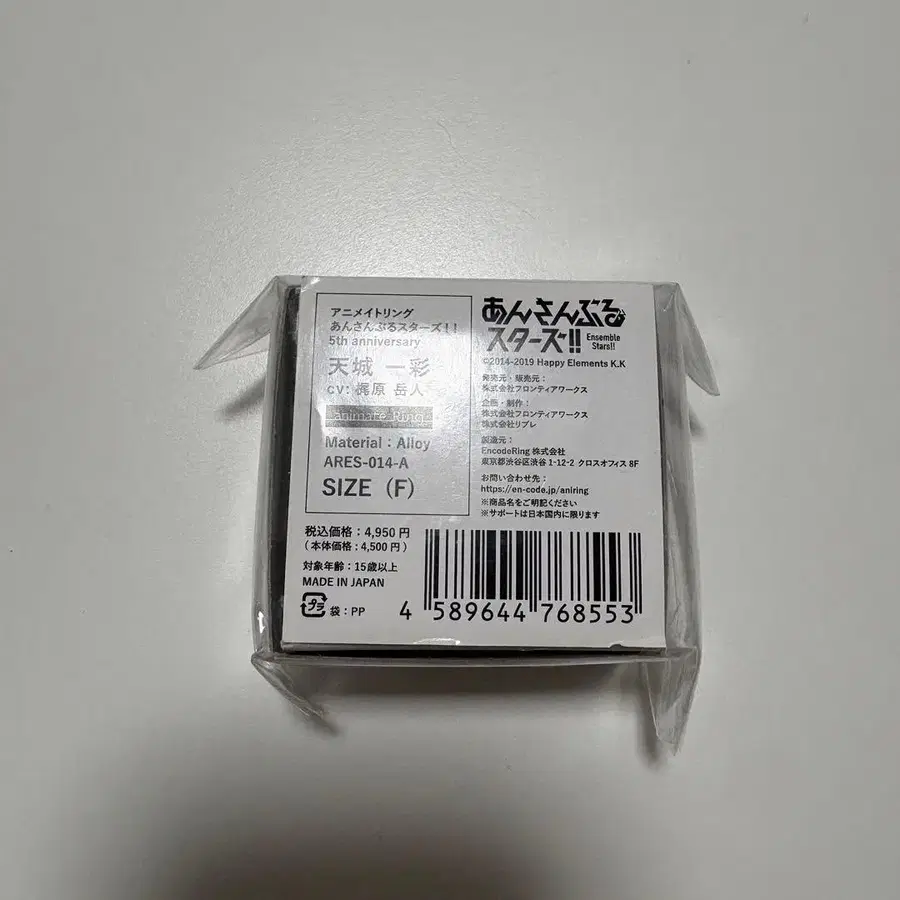 アニメイトリング
あんさんぶるスターズ！！
5th anniversary
天城 一彩
CV：梶原 岳人
animate Ring
Material：Alloy
ARES-014-A
SIZE（F）
あんさんぶる
スターズ!!
Ensemble
Stars!!
©2014-2019 Happy Elements K.K
発売元・販売元：
株式会社フロンティアワークス
企画・制作：
株式会社フロンティアワークス
株式会社リブレ
製造元：
EncodeRing 株式会社
東京都渋谷区渋谷 1-12-2 クロスオフィス 8F
お問い合わせ先：
https://en-code.jp/aniring
※商品名をご明記ください
※サポートは日本国内に限ります
税込価格：4,950 円
（本体価格：4,500 円）
対象年齢：15歳以上
MADE IN JAPAN
プラ 袋：PP
4 589644 768553